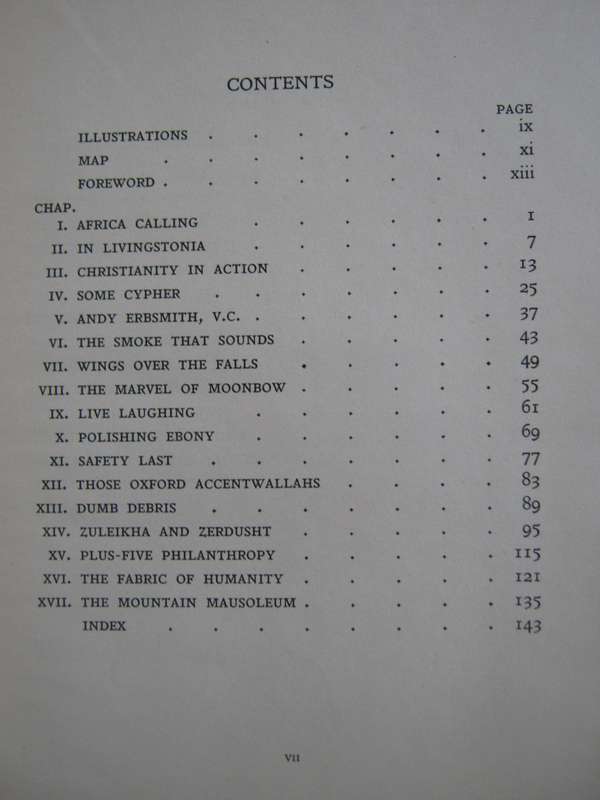 CONTENTS
PAGE
ILLUSTRATIONS . . . . . . . ix
MAP . . . . . . . . xi
FOREWORD . . . . . . . . xiii
CHAP.
I. AFRICA CALLING . . . . . . 1
II. IN LIVINGSTONIA . . . . . . 7
III. CHRISTIANITY IN ACTION . . . . . 13
IV. SOME CYPHER . . . . . . . 25
V. ANDY ERBSMITH, V.C. . . . . . . 37
VI. THE SMOKE THAT SOUNDS . . . . . 43
VII. WINGS OVER THE FALLS . . . . . 49
VIII. THE MARVEL OF MOONBOW . . . . . 55
IX. LIVE LAUGHING . . . . . . 61
X. POLISHING EBONY . . . . . . 69
XI. SAFETY LAST . . . . . . . 77
XII. THOSE OXFORD ACCENTWALLAHS . . . . 83
XIII. DUMB DEBRIS . . . . . . . 89
XIV. ZULEIKHA AND ZERDUSHT . . . . . 95
XV. PLUS-FIVE PHILANTHROPY . . . . . 115
XVI. THE FABRIC OF HUMANITY . . . . . 121
XVII. THE MOUNTAIN MAUSOLEUM . . . . . 135
INDEX . . . . . . . . 143
vii